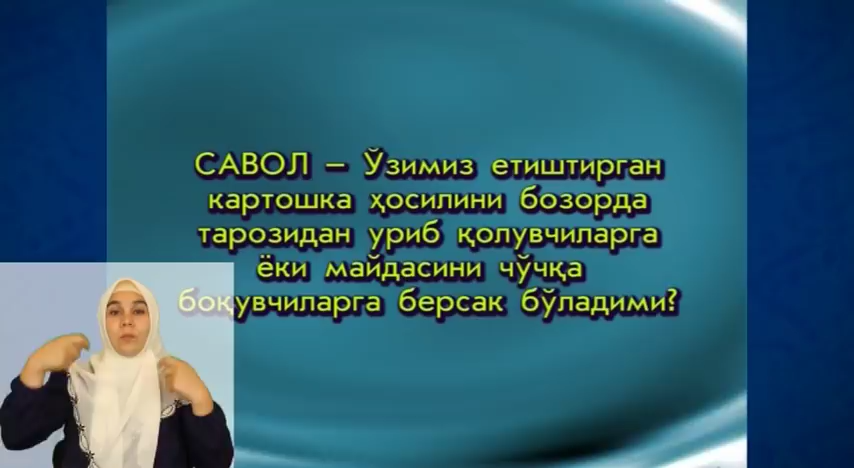 САВОЛ – Ўзимиз етиштирган
картошка ҳосилини бозорда
тарозидан уриб қолувчиларга
ёки майдасини чўчқа
боқувчиларга берсак бўладими?